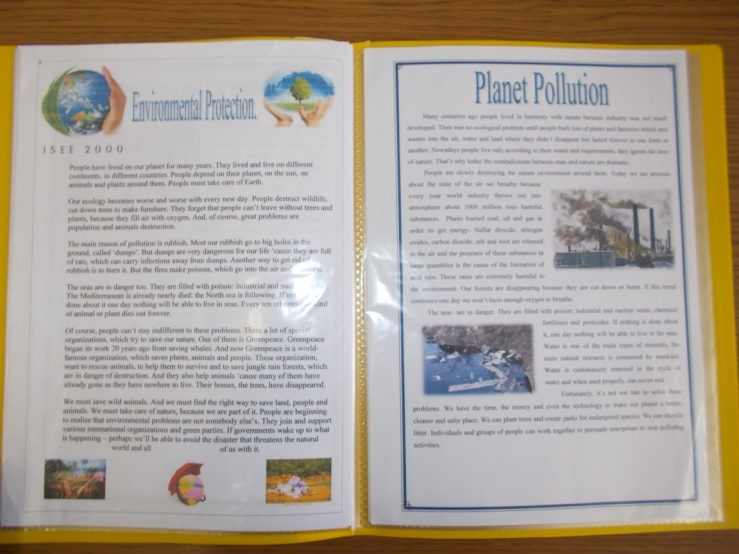 Environmental Protection.
ISEE 2000
People have lived on our planet for many years. They lived and live on different
continents, in different countries. People depend on their planet, on the sun, on
animals and plants around them. People must take care of Earth.
Our ecology becomes worse and worse with every new day. People destruct wildlife,
cut down trees to make furniture. They forget that people can't leave without trees and
plants, because they fill air with oxygen. And, of course, great problems are
population and animals destruction.
The main reason of pollution is rubbish. Most our rubbish go to big holes in the
ground, called 'dumps'. But dumps are very dangerous for our life 'cause they are full
of rats, which can carry infections away from dumps. Another way to get rid of
rubbish is to burn it. But the fires make poisons, which go into the air and
The seas are in danger too. They are filled with poison: industrial and
The Mediterranean is already nearly died: the North sea is following. If
done about it one day nothing will be able to live in seas. Every ten kind
of animal or plant dies out forever.
Of course, people can't stay indifferent to these problems. There a lot of special
organizations, which try to save our nature. One of them is Greenpeace. Greenpeace
began its work 20 years ago from saving whales. And now Greenpeace is a world-
famous organization, which saves plants, animals and people. These organization,
want to rescue animals, to help them to survive and to save jungle rain forests, which
are in danger of destruction. And they also help animals 'cause many of them have
already gone as they have nowhere to live. Their homes, the trees, have disappeared.
We must save wild animals. And we must find the right way to save land, people and
animals. We must take care of nature, because we are part of it. People are beginning
to realize that environmental problems are not somebody else's. They join and support
various international organizations and green parties. If governments wake up to what
is happening – perhaps we'll be able to avoid the disaster that threatens the natural
world and all of us with it.
Planet Pollution
Many centuries ago people lived in harmony with nature because industry was not much
developed. Then was no ecological problem until people built lots of plants and factories which sent
wastes into the air, water and land where they didn't disappear but lasted forever in one form or
another. Nowadays people live only according to their wants and requirements, they ignore the laws
of nature. That's why today the contradictions between man and nature are dramatic.
People are slowly destroying the nature environment around them. Today we are anxious
about the state of the air we breathe because
every year world industry throws out into
atmosphere about 1000 million tons harmful
substances. Plants burned coal, oil and gas in
order to get energy. Sulfur dioxide, nitrogen
oxides, carbon dioxide, ash and soot are released
in the air and the presence of these substances in
large quantities is the cause of the formation of
acid rain. These rains are extremely harmful to
the environment. Our forests are disappearing because they are cut down or burnt. If this trend
continues one day we won't have enough oxygen to breathe.
The seas are in danger. They are filled with poison: industrial and nuclear waste, chemical
fertilizers and pesticides. If nothing is done about
it, one day nothing will be able to live in the sea.
Water is one of the main types of minerals, the
main natural resource is consumed by mankind.
Water is continuously renewed in the cycle of
water and when used properly, can never end.
Fortunately, it's not too late to solve these
problems. We have the time, the money and even the technology to make our planet a better,
cleaner and safer place. We can plant trees and create parks for endangered species. We can recycle
litter. Individuals and groups of people can work together to persuade enterprises to stop polluting
activities.